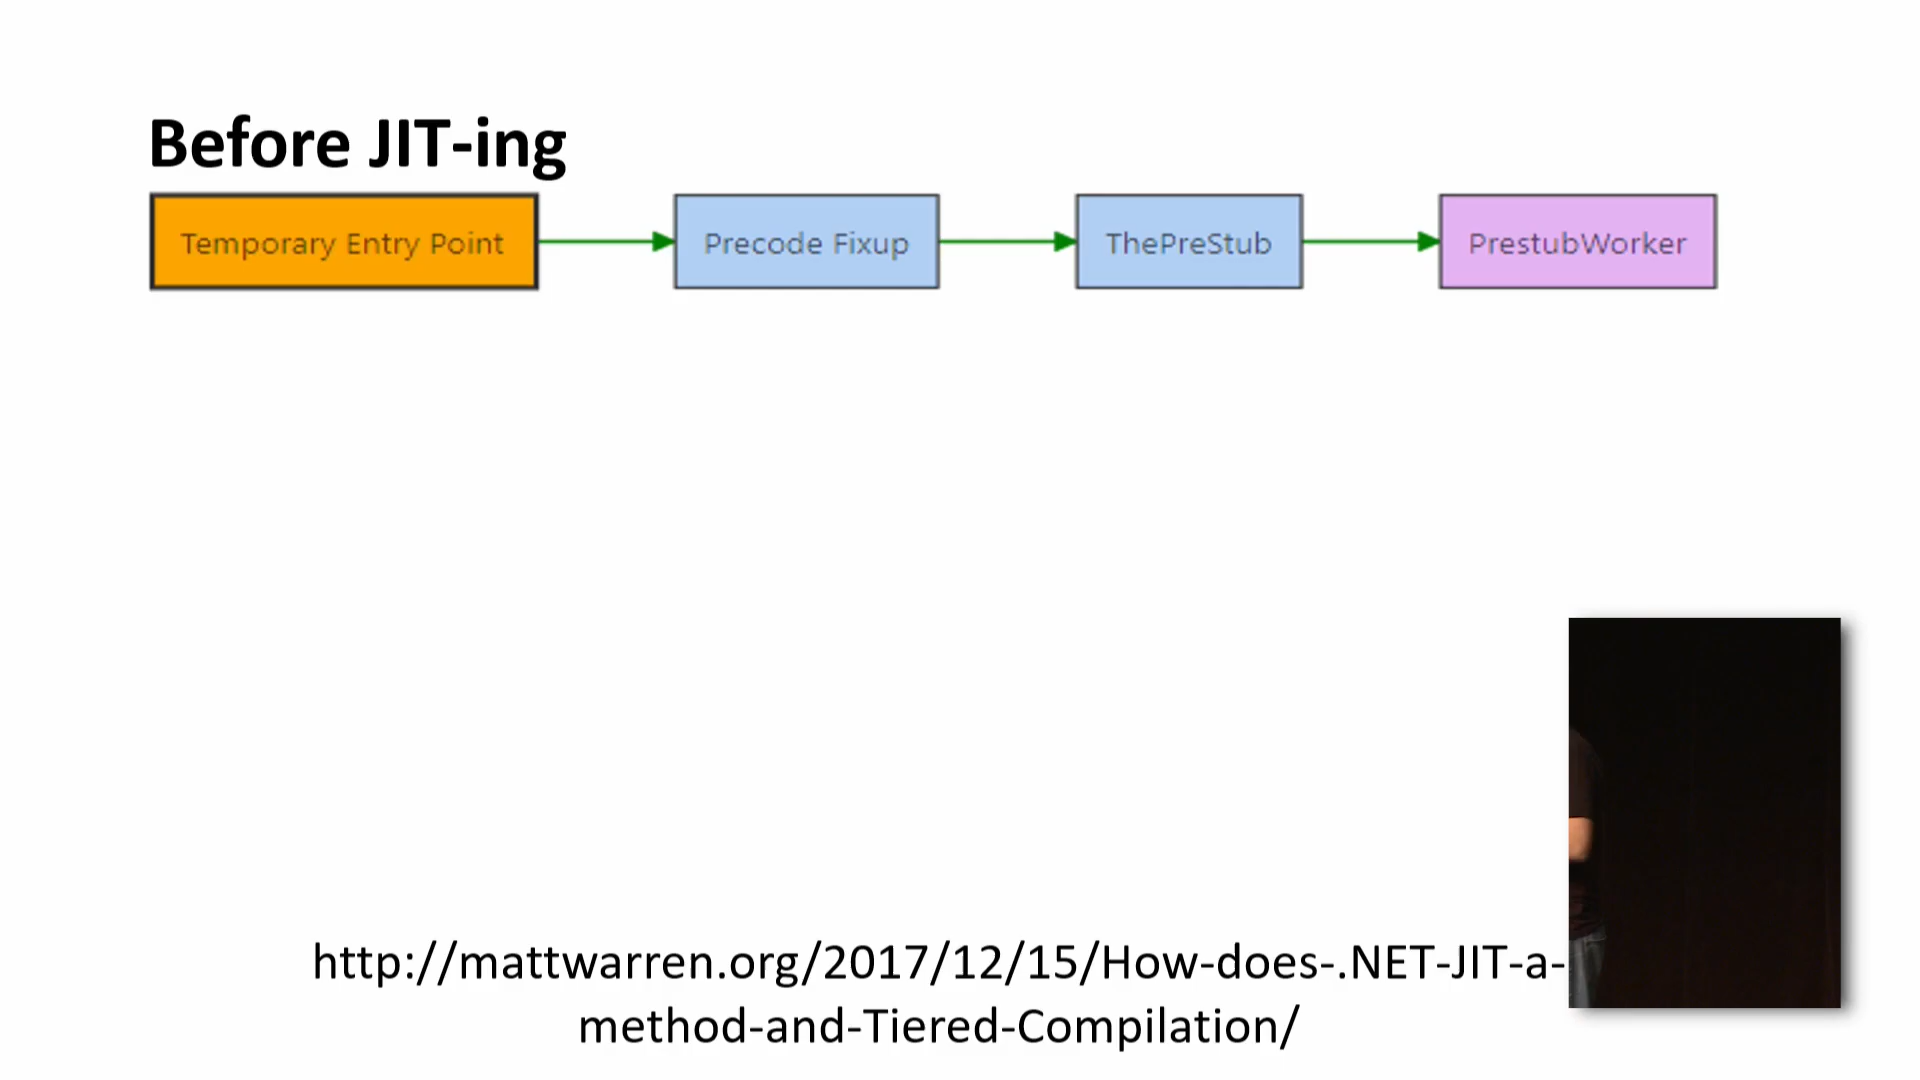 Before JIT-ing
Temporary Entry Point
Precode Fixup
ThePreStub
PrestubWorker
http://mattwarren.org/2017/12/15/How-does-.NET-JIT-a-
method-and-Tiered-Compilation/